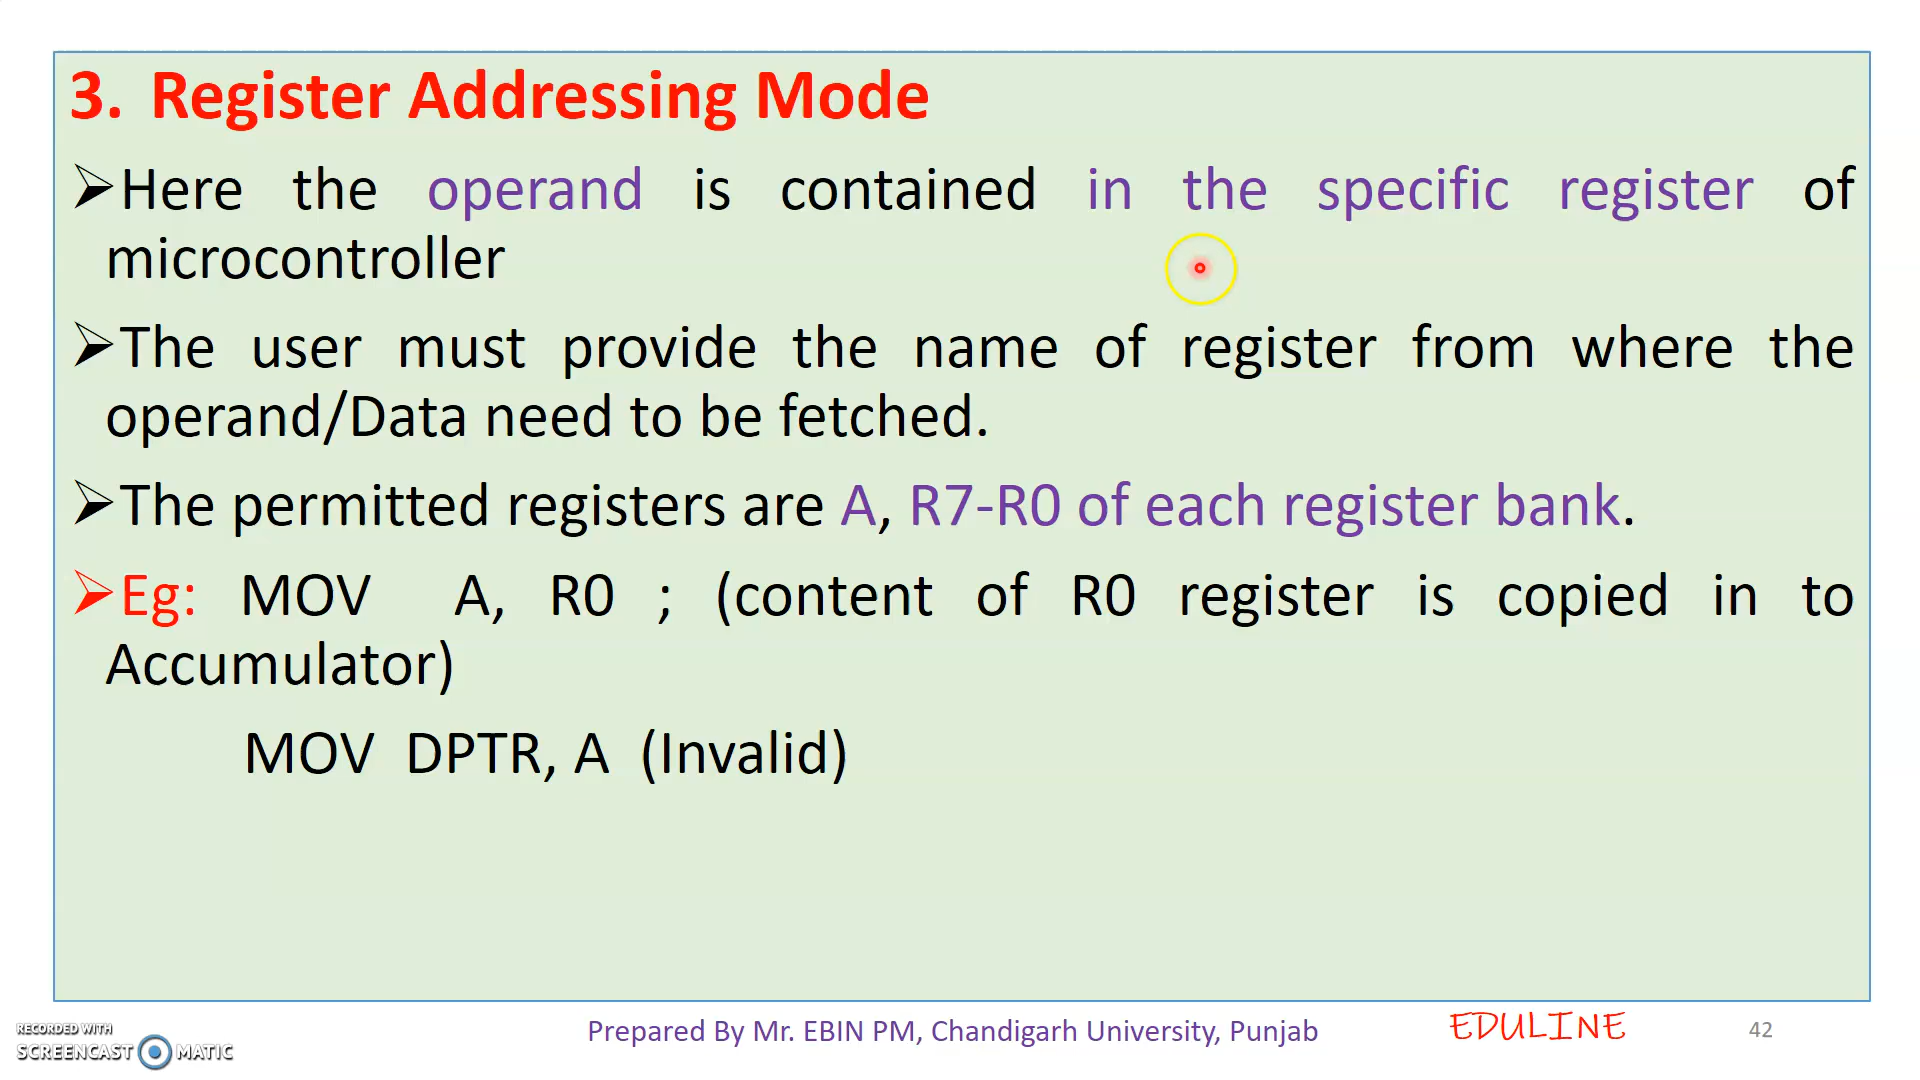 3. Register Addressing Mode
➢Here the operand is contained in the specific register of
microcontroller
➢The user must provide the name of register from where the
operand/Data need to be fetched.
➢The permitted registers are A, R7-R0 of each register bank.
➢Eg: MOV A, R0 ; (content of R0 register is copied in to
Accumulator)
MOV DPTR, A (Invalid)
Prepared By Mr. EBIN PM, Chandigarh University, Punjab
EDULINE
42
RECORDED WITH
SCREENCAST MATIC